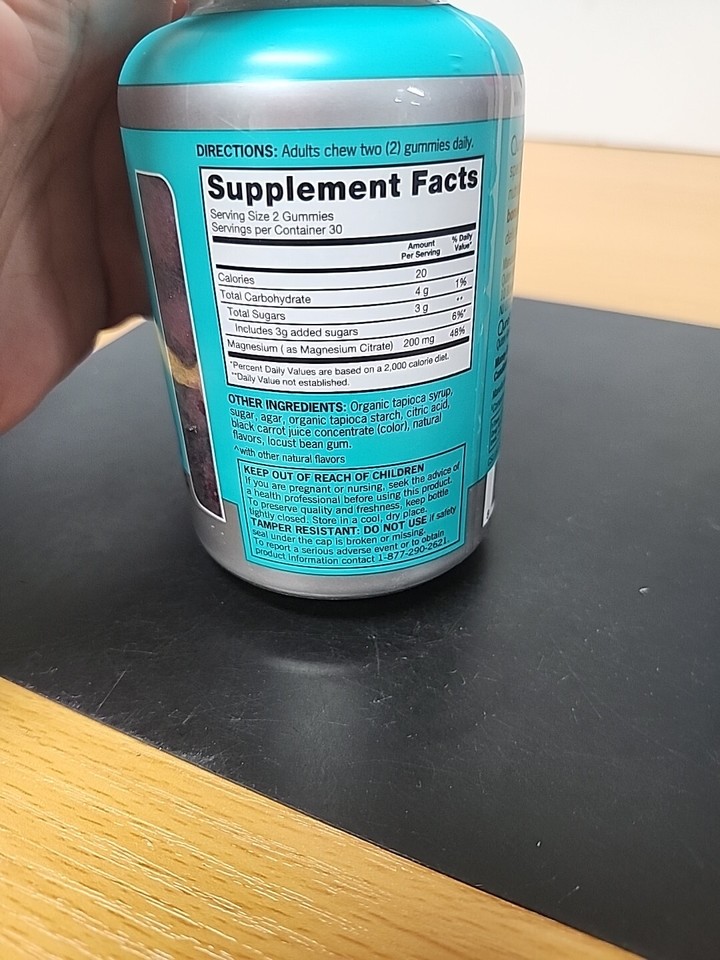 DIRECTIONS: Adults chew two (2) gummies daily.
Supplement Facts
Serving Size 2 Gummies
Servings per Container 30
Amount Per Serving % Daily Value*
Calories 20
Total Carbohydrate 4 g 1%
Total Sugars 3 g **
Includes 3g added sugars 6%*
Magnesium ( as Magnesium Citrate) 200 mg 48%
*Percent Daily Values are based on a 2,000 calorie diet.
**Daily Value not established.
OTHER INGREDIENTS: Organic tapioca syrup,
sugar, agar, organic tapioca starch, citric acid,
black carrot juice concentrate (color), natural
flavors, locust bean gum.
^with other natural flavors
KEEP OUT OF REACH OF CHILDREN
If you are pregnant or nursing, seek the advice of
a health professional before using this product.
To preserve quality and freshness, keep bottle
tightly closed. Store in a cool, dry place.
TAMPER RESISTANT: DO NOT USE if safety
seal under the cap is broken or missing.
To report a serious adverse event or to obtain
product information contact 1-877-290-2621.